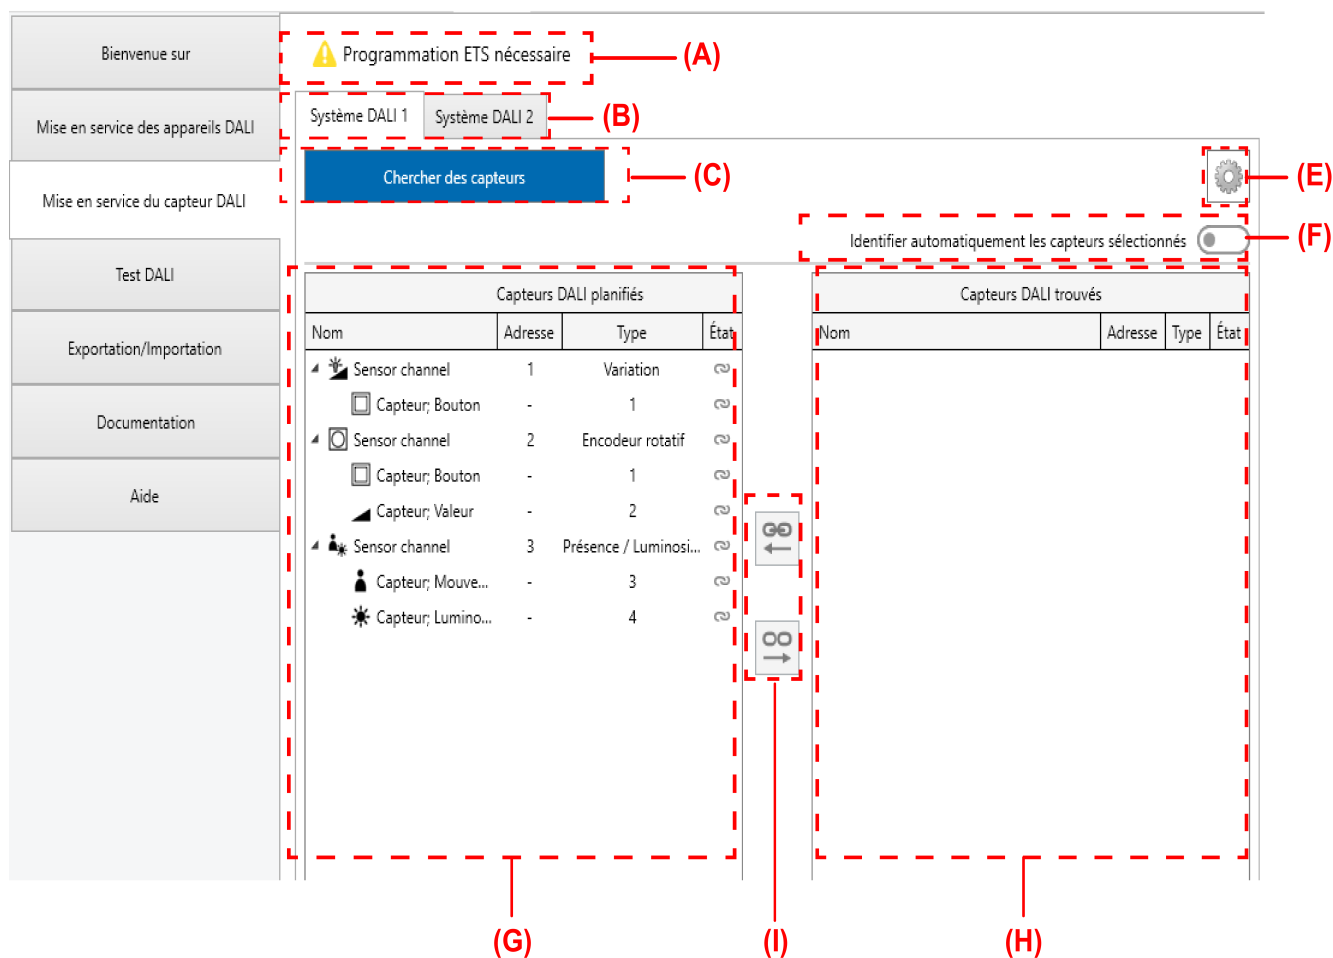 Bienvenue sur
Mise en service des appareils DALI
Mise en service du capteur DALI
Test DALI
Exportation/Importation
Documentation
Aide
Programmation ETS nécessaire (A)
Système DALI 1 Système DALI 2 (B)
Chercher des capteurs (C)
(E)
Identifier automatiquement les capteurs sélectionnés (F)
Capteurs DALI planifiés
Nom Adresse Type État
Sensor channel 1 Variation
Capteur; Bouton - 1
Sensor channel 2 Encodeur rotatif
Capteur; Bouton - 1
Capteur; Valeur - 2
Sensor channel 3 Présence / Luminosi...
Capteur; Mouve... - 3
Capteur; Lumino... - 4
Capteurs DALI trouvés
Nom Adresse Type État
(G) (I) (H)